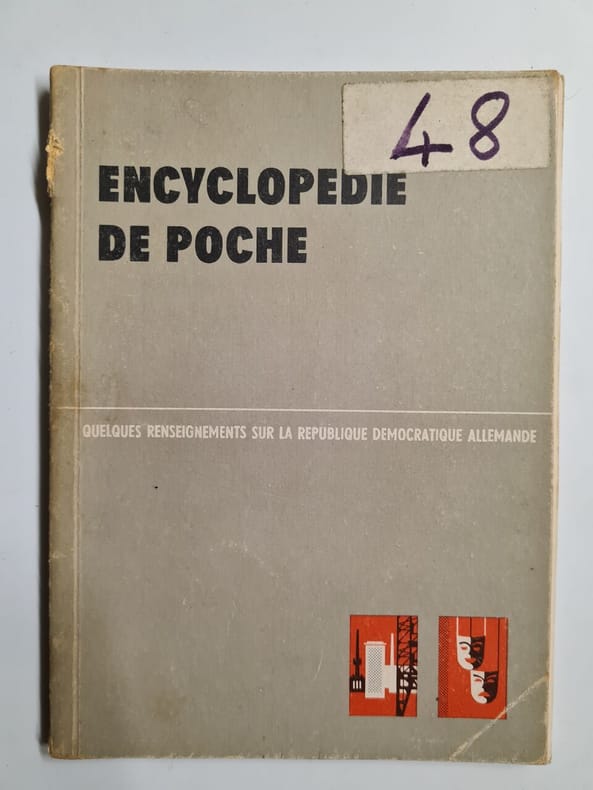 48
ENCYCLOPEDIE
DE POCHE
QUELQUES RENSEIGNEMENTS SUR LA REPUBLIQUE DEMOCRATIQUE ALLEMANDE